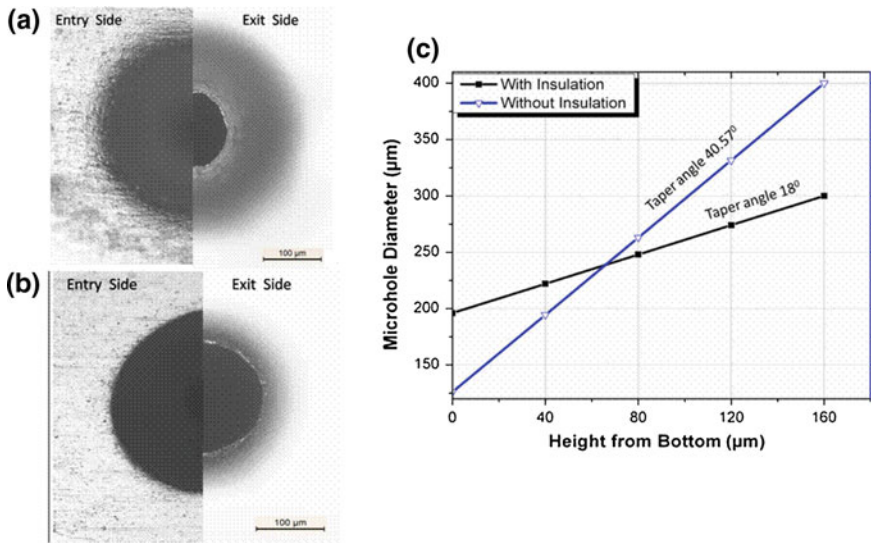 (a)
Entry Side
Exit Side
100 µm
(b)
Entry Side
Exit Side
100 µm
(c)
With Insulation
Without Insulation
Taper angle 40.57⁰
Taper angle 18⁰
Microhole Diameter (µm)
400
350
300
250
200
150
0
40
80
120
160
Height from Bottom (µm)